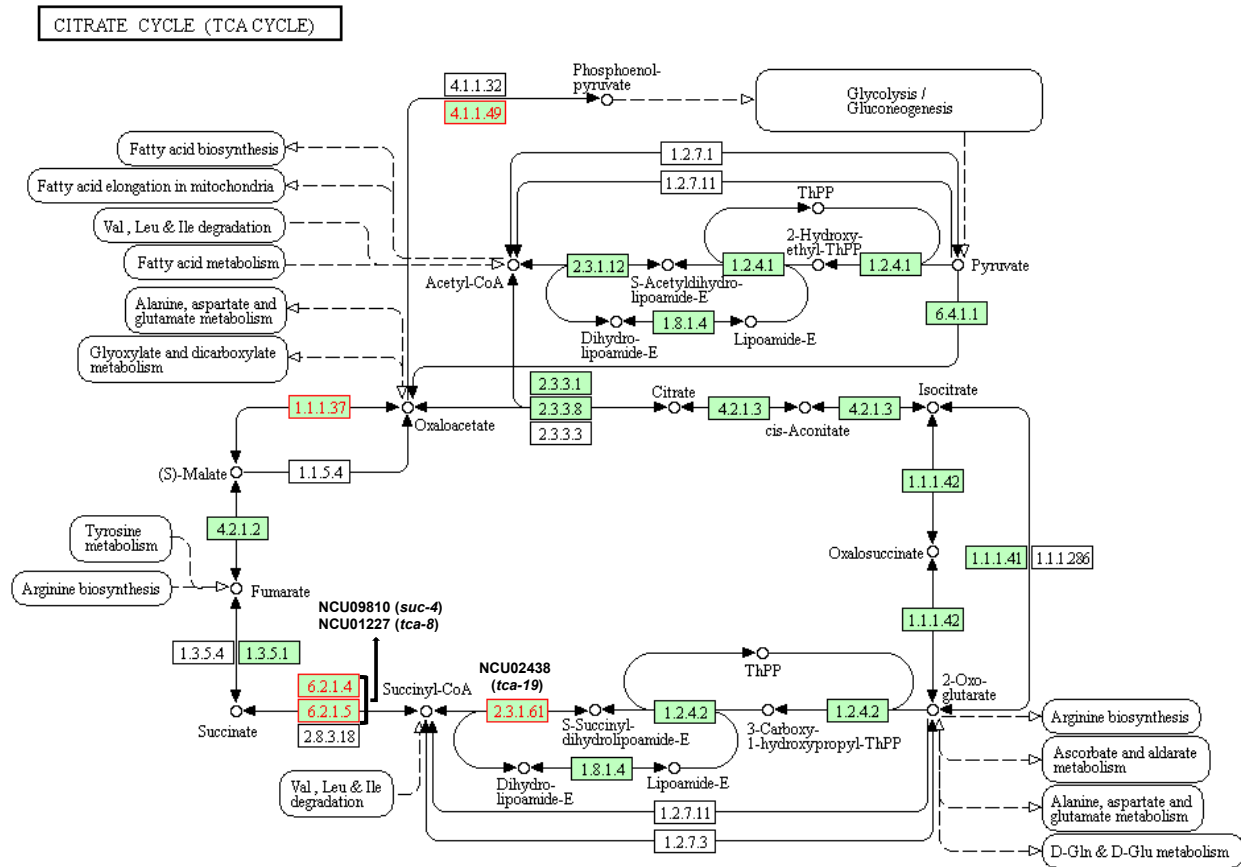 CITRATE CYCLE (TCA CYCLE)
Phosphoenol-
pyruvate
4.1.1.32
4.1.1.49
Glycolysis /
Gluconeogenesis
Fatty acid biosynthesis
Fatty acid elongation in mitochondria
Val , Leu & Ile degradation
Fatty acid metabolism
1.2.7.1
1.2.7.11
ThPP
2-Hydroxy-
ethyl-ThPP
Acetyl-CoA
2.3.1.12
S-Acetyldihydro-
lipoamide-E
1.2.4.1
1.2.4.1
Pyruvate
Alanine, aspartate and
glutamate metabolism
Glyoxylate and dicarboxylate
metabolism
Dihydro-
lipoamide-E
1.8.1.4
Lipoamide-E
6.4.1.1
1.1.1.37
Oxaloacetate
2.3.3.1
2.3.3.8
2.3.3.3
Citrate
4.2.1.3
cis-Aconitate
4.2.1.3
Isocitrate
(S)-Malate
1.1.5.4
1.1.1.42
4.2.1.2
Tyrosine
metabolism
Arginine biosynthesis
Fumarate
Oxalosuccinate
1.1.1.41
1.1.1.286
1.1.1.42
NCU09810 (suc-4)
NCU01227 (tca-8)
1.3.5.4
1.3.5.1
NCU02438
(tca-19)
ThPP
6.2.1.4
6.2.1.5
2.8.3.18
Succinate
Succinyl-CoA
2.3.1.61
S-Succinyl-
dihydrolipoamide-E
1.2.4.2
3-Carboxy-
1-hydroxypropyl-ThPP
1.2.4.2
2-Oxo-
glutarate
Val , Leu & Ile
degradation
Dihydro-
lipoamide-E
1.8.1.4
Lipoamide-E
1.2.7.11
1.2.7.3
Arginine biosynthesis
Ascorbate and aldarate
metabolism
Alanine, aspartate and
glutamate metabolism
D-Gln & D-Glu metabolism